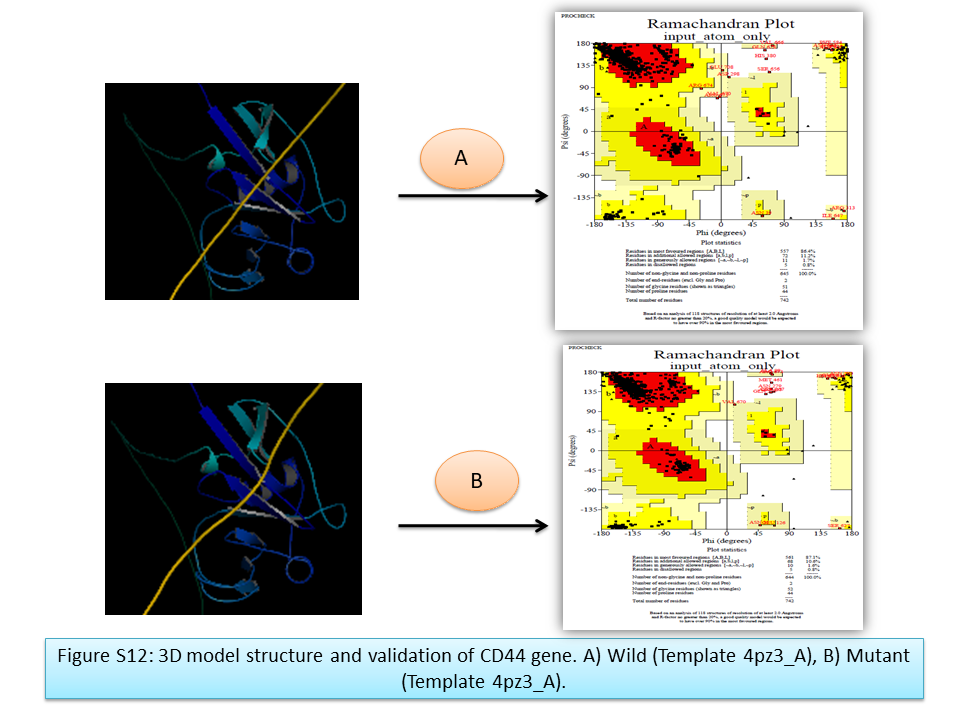 PROCHECK
Ramachandran Plot
input_atom_only
180
135
90
45
0
-45
-90
-135
-180
Psi (degrees)
HIS 380
SER 656
-180 -135 -90 -45 0 45 90 135 180
Phi (degrees)
Plot statistics
Residues in most favoured regions [A,B,L] 557 86.4%
Residues in additional allowed regions [a,b,l,p] 72 11.2%
Residues in generously allowed regions [~a,~b,~l,~p] 11 1.7%
Residues in disallowed regions 5 0.8%
Number of non-glycine and non-proline residues 645 100.0%
Number of end-residues (excl. Gly and Pro) 2
Number of glycine residues (shown as triangles) 51
Number of proline residues 44
Total number of residues 742
Based on an analysis of 118 structures of resolution of at least 2.0 Angstroms
and R-factor no greater than 20%, a good quality model would be expected
to have over 90% in the most favoured regions.
A
PROCHECK
Ramachandran Plot
input_atom_only
180
135
90
45
0
-45
-90
-135
Psi (degrees)
-180 -135 -90 -45 0 45 90 135 180
Phi (degrees)
Plot statistics
Residues in most favoured regions [A,B,L] 561 87.1%
Residues in additional allowed regions [a,b,l,p] 68 10.6%
Residues in generously allowed regions [~a,~b,~l,~p] 10 1.6%
Residues in disallowed regions 5 0.8%
Number of non-glycine and non-proline residues 644 100.0%
Number of end-residues (excl. Gly and Pro) 2
Number of glycine residues (shown as triangles) 52
Number of proline residues 44
Total number of residues 742
Based on an analysis of 118 structures of resolution of at least 2.0 Angstroms
and R-factor no greater than 20%, a good quality model would be expected
to have over 90% in the most favoured regions.
B
Figure S12: 3D model structure and validation of CD44 gene. A) Wild (Template 4pz3_A), B) Mutant
(Template 4pz3_A).